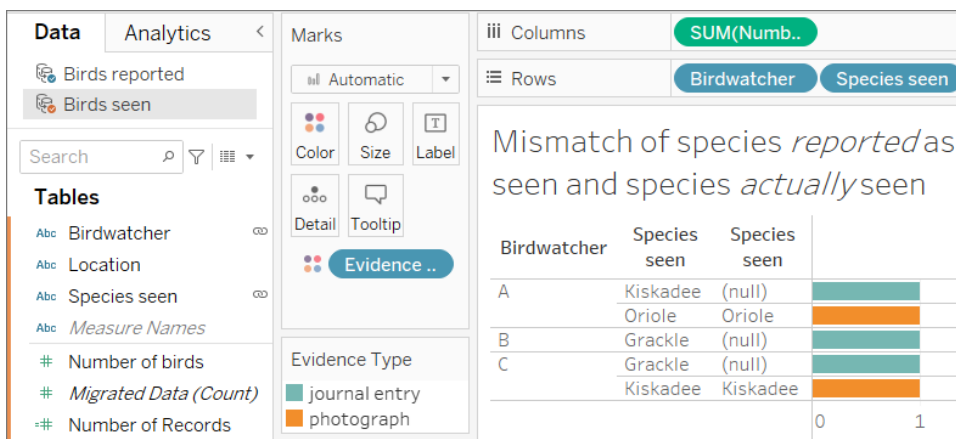 Data Analytics <
Birds reported
Birds seen
Search
Tables
Abc Birdwatcher
Abc Location
Abc Species seen
Abc Measure Names
# Number of birds
# Migrated Data (Count)
=# Number of Records
Marks
Automatic
Color Size Label
Detail Tooltip
Evidence ..
Evidence Type
journal entry
photograph
iii Columns SUM(Numb..
Rows Birdwatcher Species seen
Mismatch of species reported as
seen and species actually seen
Birdwatcher Species seen Species seen
A Kiskadee (null)
Oriole Oriole
B Grackle (null)
C Grackle (null)
Kiskadee Kiskadee
0 1